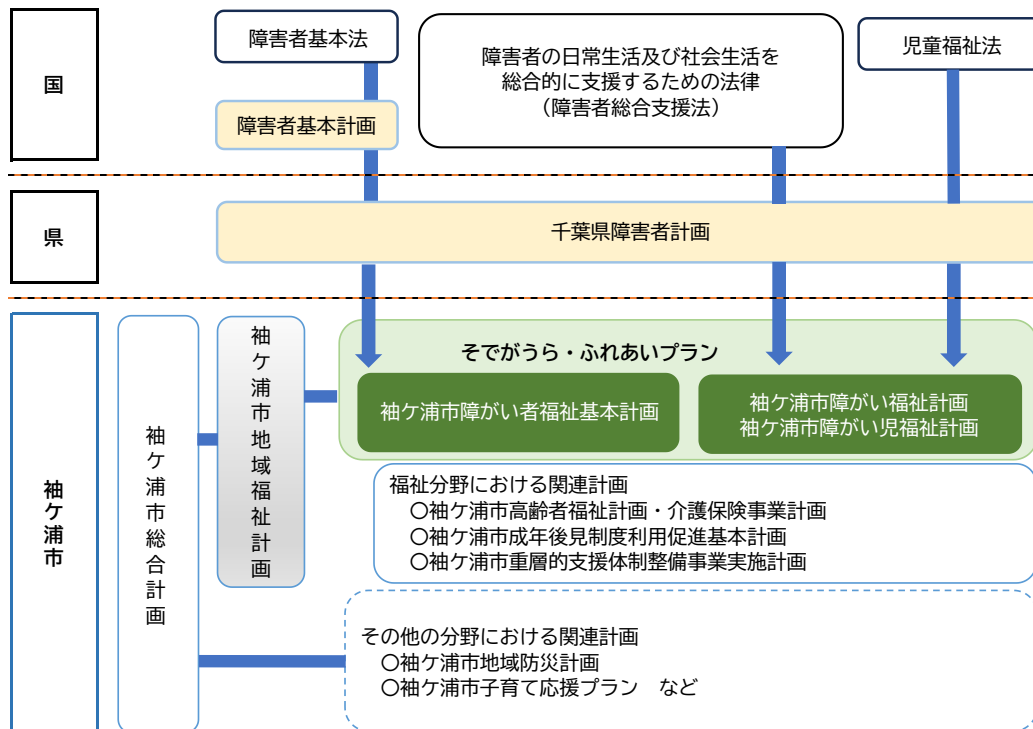 国
障害者基本法
障害者基本計画
障害者の日常生活及び社会生活を
総合的に支援するための法律
（障害者総合支援法）
児童福祉法
県
千葉県障害者計画
袖ケ浦市
袖ケ浦市総合計画
袖ケ浦市地域福祉計画
そでがうら・ふれあいプラン
袖ケ浦市障がい者福祉基本計画
袖ケ浦市障がい福祉計画
袖ケ浦市障がい児福祉計画
福祉分野における関連計画
〇袖ケ浦市高齢者福祉計画・介護保険事業計画
〇袖ケ浦市成年後見制度利用促進基本計画
〇袖ケ浦市重層的支援体制整備事業実施計画
その他の分野における関連計画
〇袖ケ浦市地域防災計画
〇袖ケ浦市子育て応援プラン　など